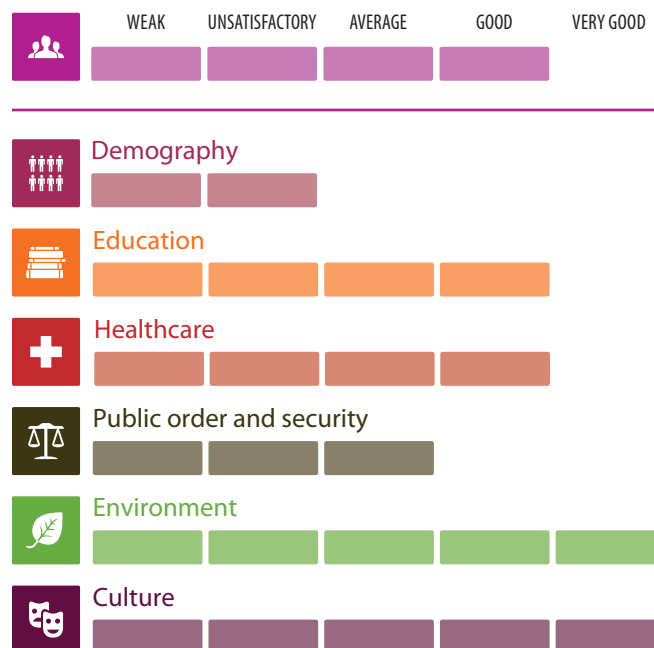 WEAK UNSATISFACTORY AVERAGE GOOD VERY GOOD
Demography
Education
Healthcare
Public order and security
Environment
Culture